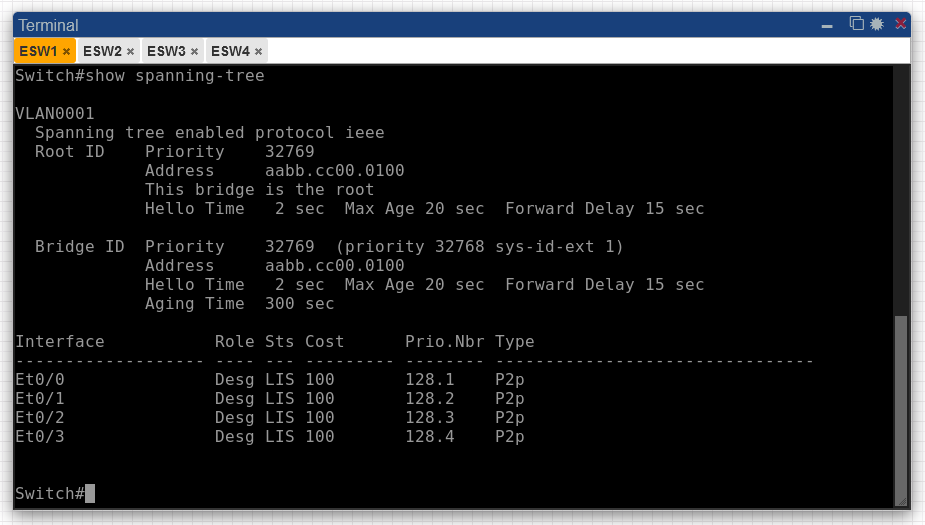 Terminal
ESW1 × ESW2 × ESW3 × ESW4 ×
Switch#show spanning-tree
VLAN0001
  Spanning tree enabled protocol ieee
  Root ID    Priority    32769
             Address     aabb.cc00.0100
             This bridge is the root
             Hello Time   2 sec  Max Age 20 sec  Forward Delay 15 sec
  Bridge ID  Priority    32769  (priority 32768 sys-id-ext 1)
             Address     aabb.cc00.0100
             Hello Time   2 sec  Max Age 20 sec  Forward Delay 15 sec
             Aging Time  300 sec
Interface           Role Sts Cost      Prio.Nbr Type
------------------- ---- --- --------- -------- --------------------------------
Et0/0               Desg LIS 100       128.1    P2p
Et0/1               Desg LIS 100       128.2    P2p
Et0/2               Desg LIS 100       128.3    P2p
Et0/3               Desg LIS 100       128.4    P2p
Switch#